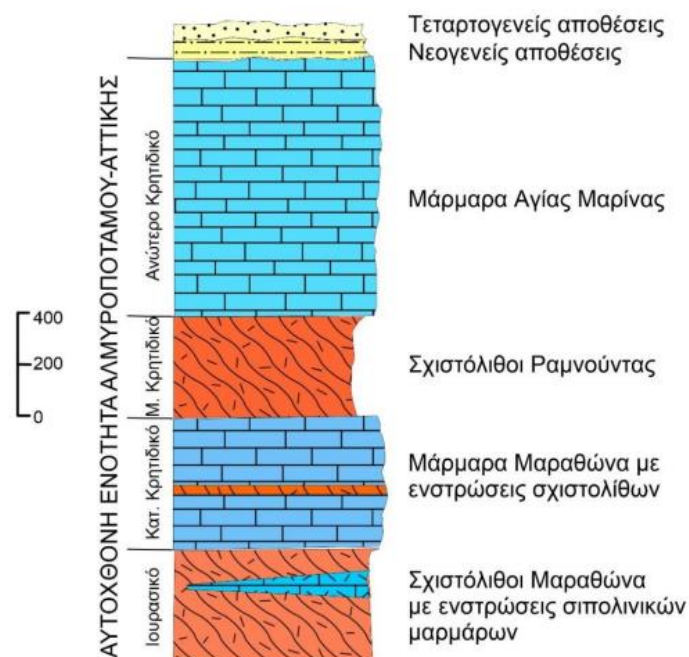 Τεταρτογενείς αποθέσεις
Νεογενείς αποθέσεις
ΑΥΤΟΧΘΟΝΗ ΕΝΟΤΗΤΑ ΑΛΜΥΡΟΠΟΤΑΜΟΥ-ΑΤΤΙΚΗΣ
Ανώτερο Κρητιδικό
Μάρμαρα Αγίας Μαρίνας
400
200
0
Μ. Κρητιδικό
Σχιστόλιθοι Ραμνούντας
Κατ. Κρητιδικό
Μάρμαρα Μαραθώνα με
ενστρώσεις σχιστολίθων
Ιουρασικό
Σχιστόλιθοι Μαραθώνα
με ενστρώσεις σιπολινικών
μαρμάρων